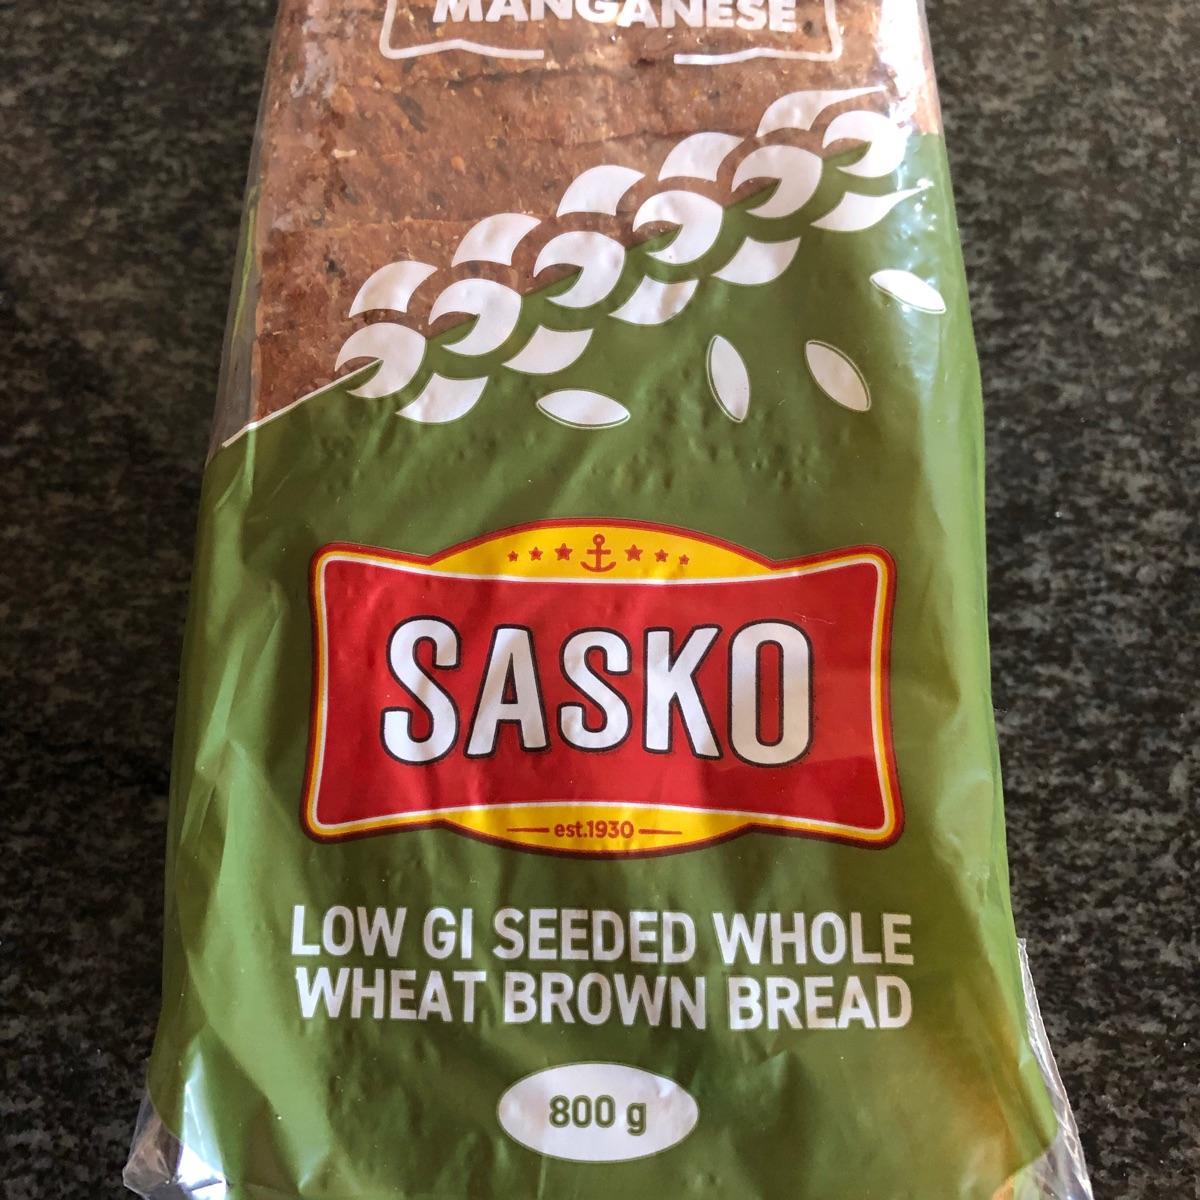 MANGANESE
SASKO
est.1930
LOW GI SEEDED WHOLE
WHEAT BROWN BREAD
800 g